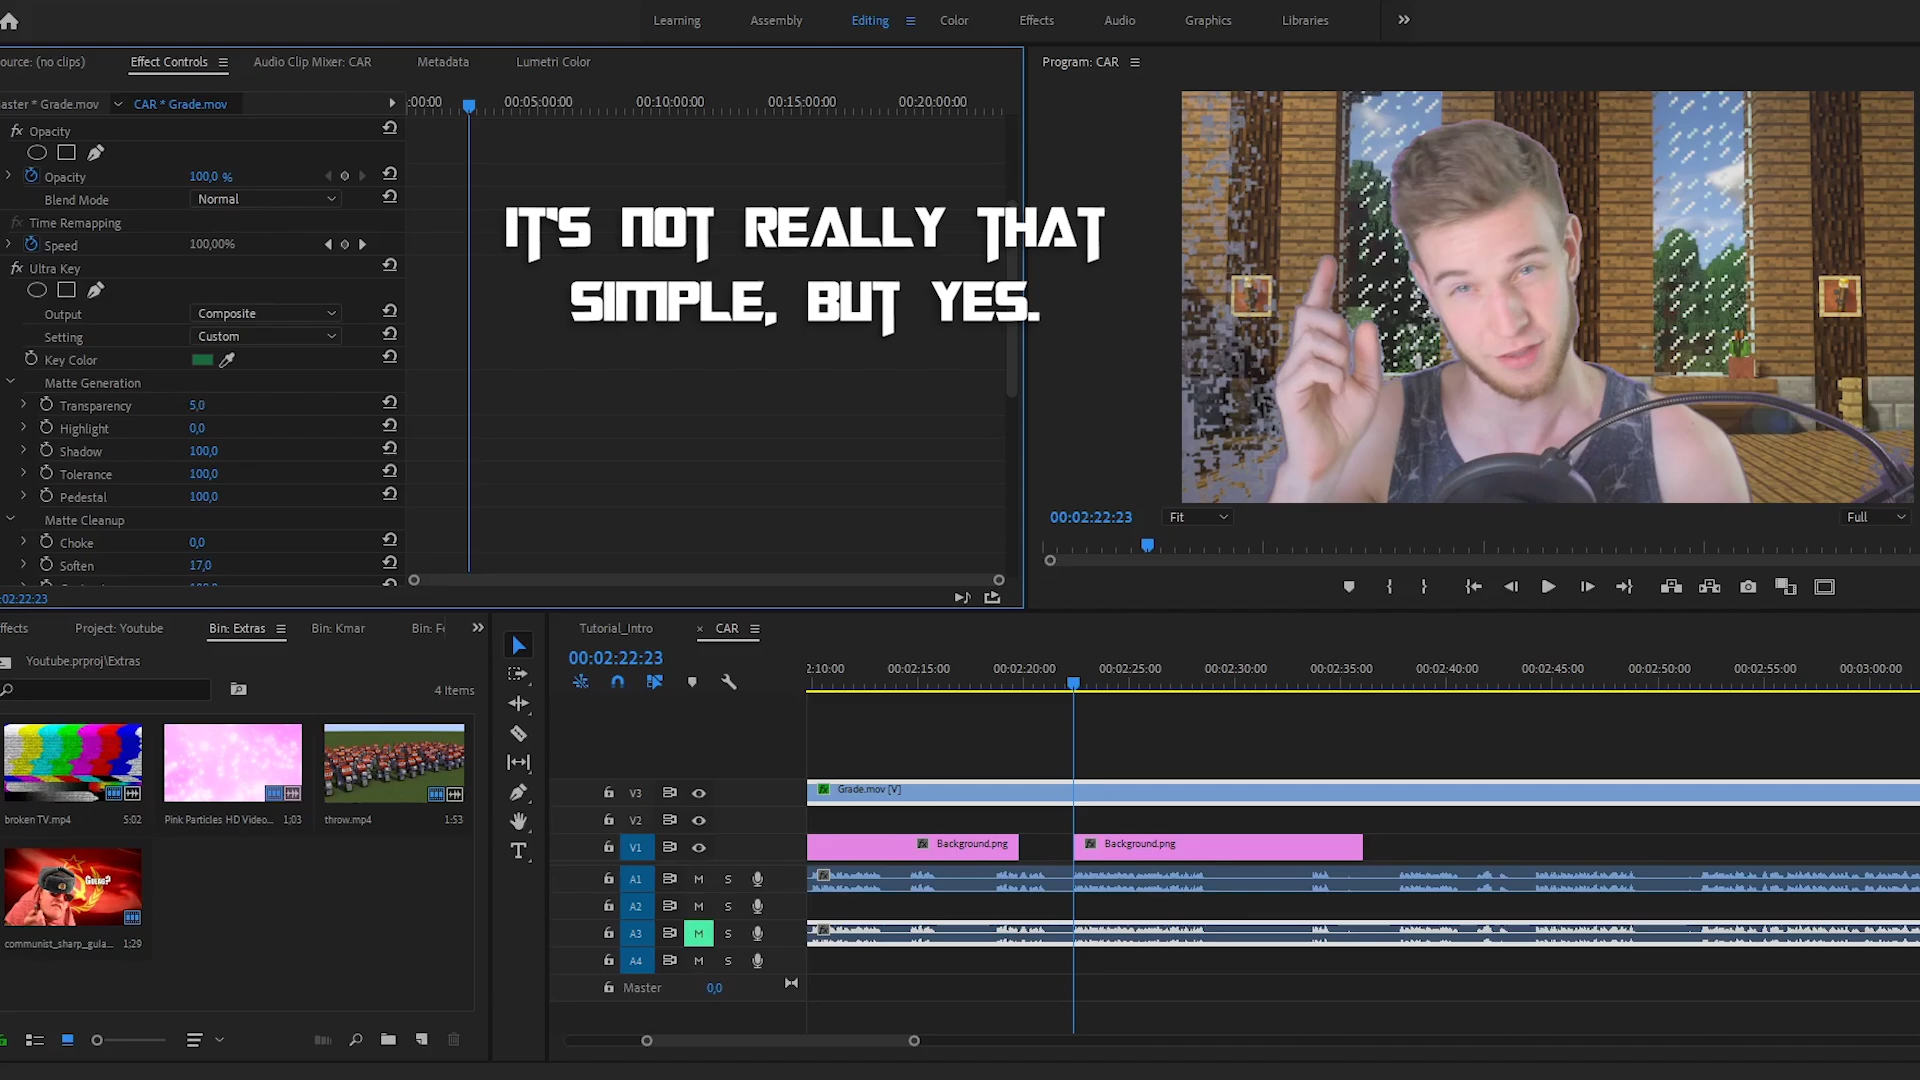 Learning
Assembly
Editing
Color
Effects
Audio
Graphics
Libraries
ource: (no clips)
Effect Controls
Audio Clip Mixer: CAR
Metadata
Lumetri Color
Program: CAR
aster * Grade.mov
CAR * Grade.mov
:00:00
00:05:00:00
00:10:00:00
00:15:00:00
00:20:00:00
fx Opacity
Opacity
100,0 %
Blend Mode
Normal
fx Time Remapping
Speed
100,00%
fx Ultra Key
Output
Composite
Setting
Custom
Key Color
Matte Generation
Transparency
5,0
Highlight
0,0
Shadow
100,0
Tolerance
100,0
Pedestal
100,0
Matte Cleanup
Choke
0,0
Soften
17,0
:02:22:23
IT'S NOT REALLY THAT
SIMPLE, BUT YES.
00:02:22:23
Fit
Full
ffects
Project: Youtube
Bin: Extras
Bin: Kmar
Youtube.prproj\Extras
4 Items
broken TV.mp4
5:02
Pink Particles HD Video...
1;03
throw.mp4
1:53
GULAG?
communist_sharp_gula...
1:29
T
Tutorial_Intro
× CAR
00:02:22:23
2:10:00
00:02:15:00
00:02:20:00
00:02:25:00
00:02:30:00
00:02:35:00
00:02:40:00
00:02:45:00
00:02:50:00
00:02:55:00
00:03:00:00
V3
fx Grade.mov [V]
V2
V1
fx Background.png
fx Background.png
A1 M S
A2 M S
A3 M S
A4 M S
Master
0,0